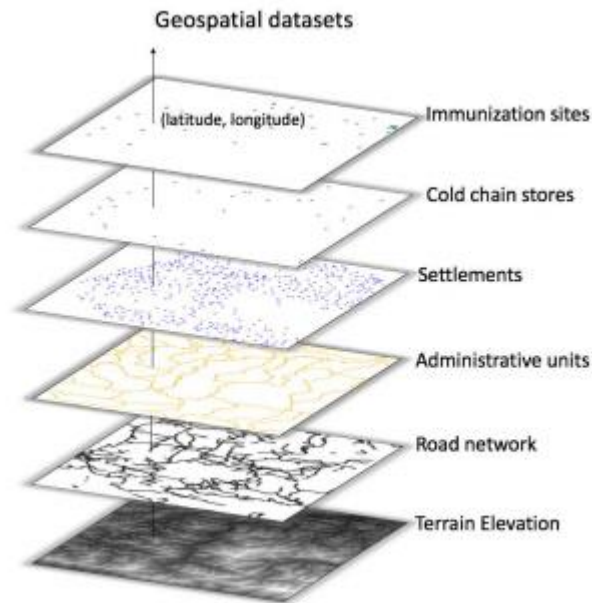 Geospatial datasets
(latitude, longitude)
Immunization sites
Cold chain stores
Settlements
Administrative units
Road network
Terrain Elevation